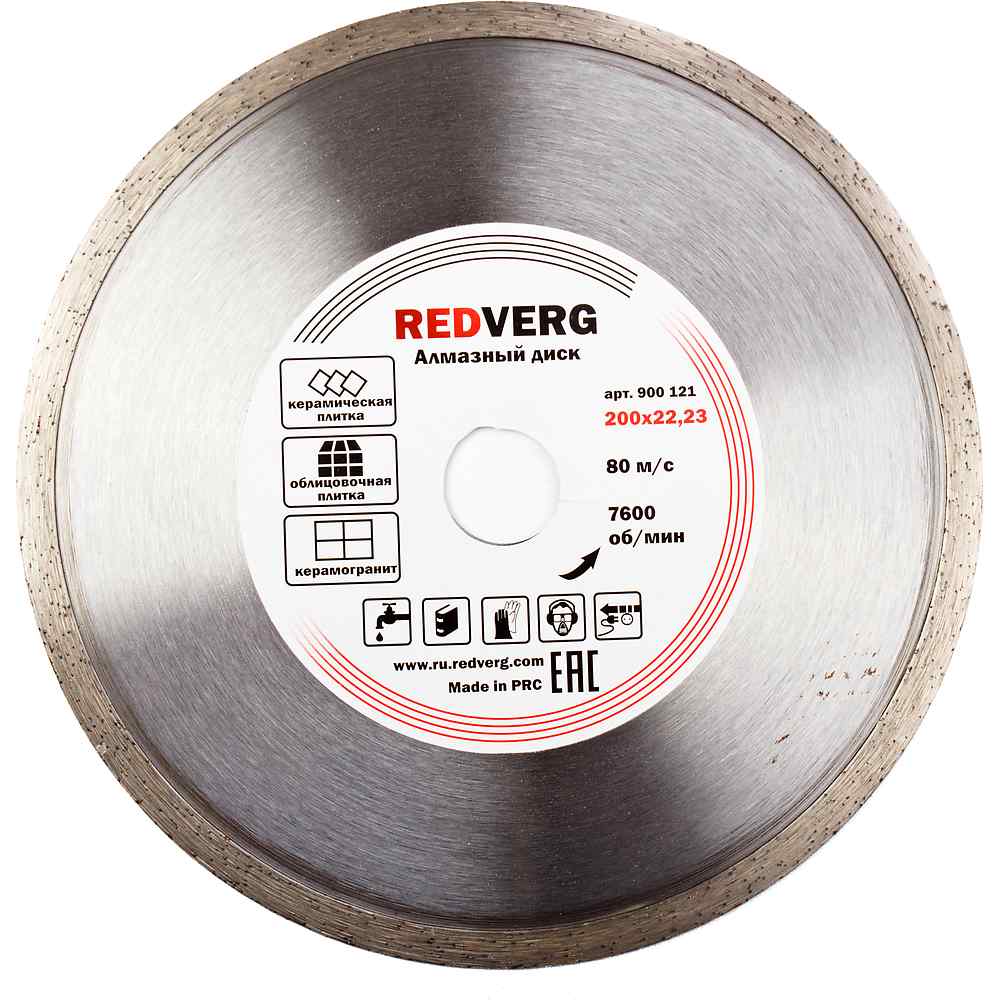 REDVERG
Алмазный диск
керамическая
плитка
облицовочная
плитка
керамогранит
арт. 900 121
200х22,23
80 м/с
7600
об/мин
www.ru.redverg.com
Made in PRC
EAC